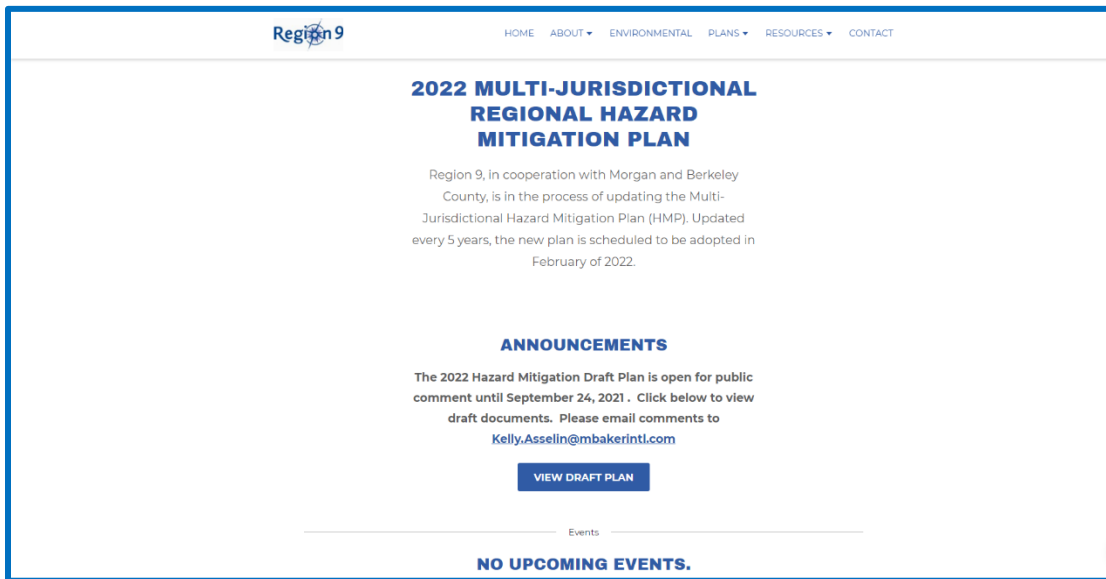 Region 9
HOME ABOUT ENVIRONMENTAL PLANS RESOURCES CONTACT
2022 MULTI-JURISDICTIONAL
REGIONAL HAZARD
MITIGATION PLAN
Region 9, in cooperation with Morgan and Berkeley
County, is in the process of updating the Multi-
Jurisdictional Hazard Mitigation Plan (HMP). Updated
every 5 years, the new plan is scheduled to be adopted in
February of 2022.
ANNOUNCEMENTS
The 2022 Hazard Mitigation Draft Plan is open for public
comment until September 24, 2021 . Click below to view
draft documents. Please email comments to
Kelly.Asselin@mbakerintl.com
VIEW DRAFT PLAN
Events
NO UPCOMING EVENTS.